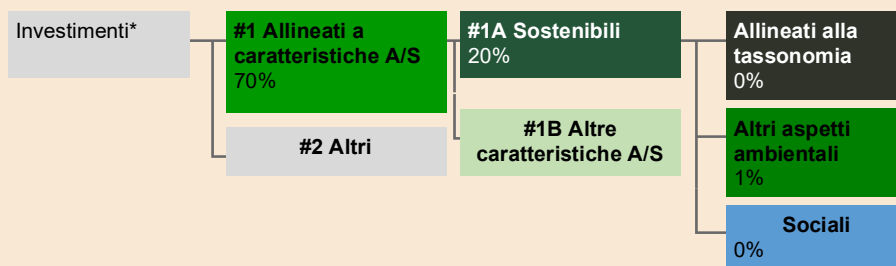 Investimenti*
#1 Allineati a
caratteristiche A/S
70%
#2 Altri
#1A Sostenibili
20%
#1B Altre
caratteristiche A/S
Allineati alla
tassonomia
0%
Altri aspetti
ambientali
1%
Sociali
0%